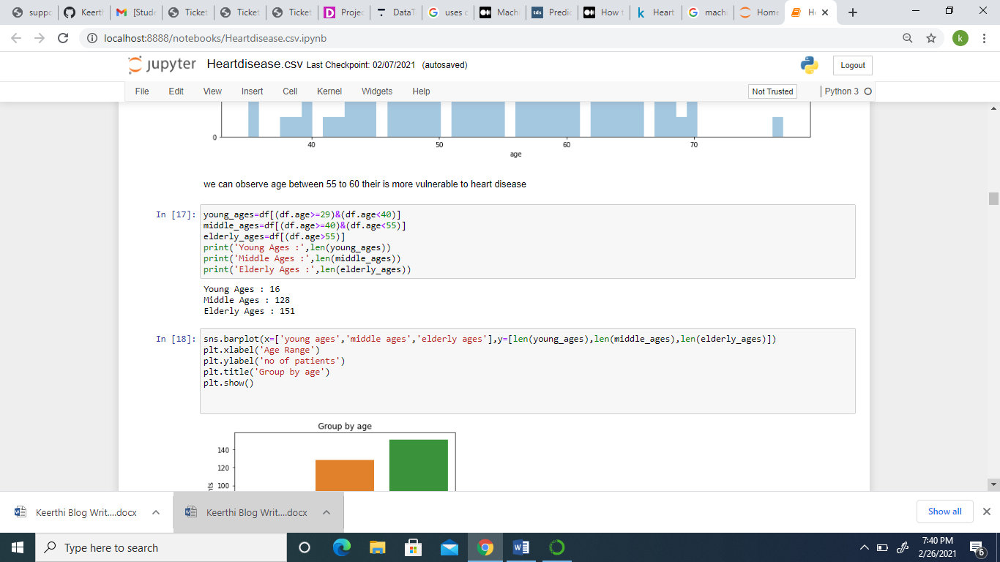 suppo
Keerth
[Stude
Ticket
Ticket
Ticket
Projec
DataT
uses o
Machi
Predic
How t
Heart
machi
Home
He
localhost:8888/notebooks/Heartdisease.csv.ipynb
k
jupyter Heartdisease.csv Last Checkpoint: 02/07/2021 (autosaved)
Logout
File Edit View Insert Cell Kernel Widgets Help
Not Trusted
Python 3
0
40 50 60 70
age
we can observe age between 55 to 60 their is more vulnerable to heart disease
In [17]:
young_ages=df[(df.age>=29)&(df.age<40)]
middle_ages=df[(df.age>=40)&(df.age<55)]
elderly_ages=df[(df.age>55)]
print('Young Ages :',len(young_ages))
print('Middle Ages :',len(middle_ages))
print('Elderly Ages :',len(elderly_ages))
Young Ages : 16
Middle Ages : 128
Elderly Ages : 151
In [18]:
sns.barplot(x=['young ages','middle ages','elderly ages'],y=[len(young_ages),len(middle_ages),len(elderly_ages)])
plt.xlabel('Age Range')
plt.ylabel('no of patients')
plt.title('Group by age')
plt.show()
Group by age
140
120
100
Keerthi Blog Writ....docx
Keerthi Blog Writ....docx
Show all
Type here to search
7:40 PM
2/26/2021
6